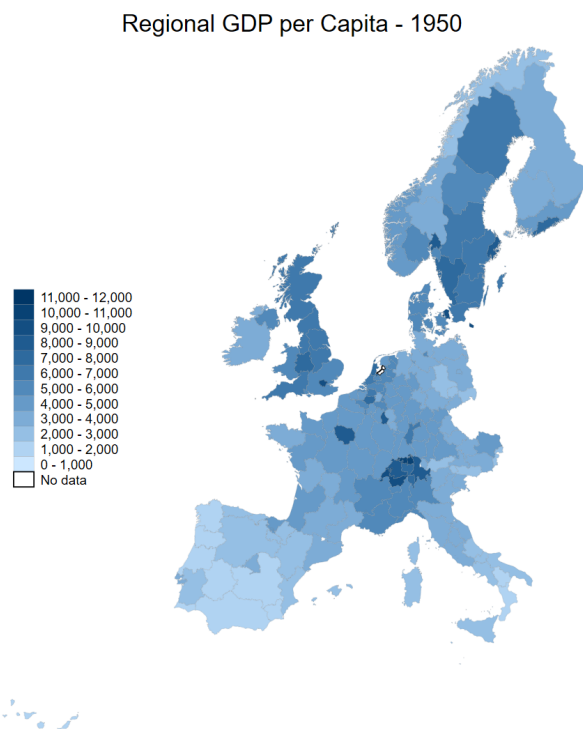 Regional GDP per Capita - 1950
11,000 - 12,000
10,000 - 11,000
9,000 - 10,000
8,000 - 9,000
7,000 - 8,000
6,000 - 7,000
5,000 - 6,000
4,000 - 5,000
3,000 - 4,000
2,000 - 3,000
1,000 - 2,000
0 - 1,000
No data